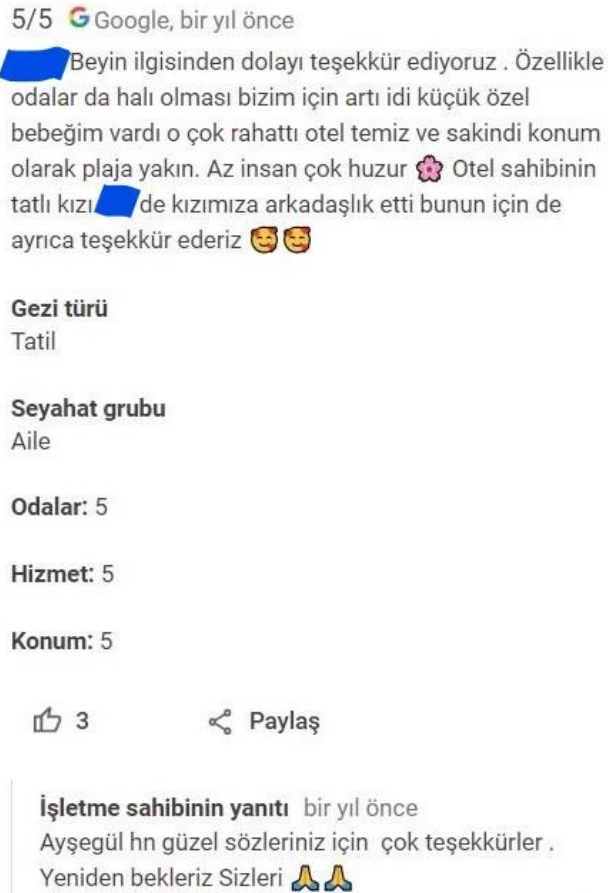 5/5 Google, bir yıl önce
Beyin ilgisinden dolayı teşekkür ediyoruz . Özellikle
odalar da halı olması bizim için artı idi küçük özel
bebeğim vardı o çok rahattı otel temiz ve sakindi konum
olarak plaja yakın. Az insan çok huzur 🌸 Otel sahibinin
tatlı kızı de kızımıza arkadaşlık etti bunun için de
ayrıca teşekkür ederiz 🥰🥰
Gezi türü
Tatil
Seyahat grubu
Aile
Odalar: 5
Hizmet: 5
Konum: 5
3 Paylaş
İşletme sahibinin yanıtı bir yıl önce
Ayşegül hn güzel sözleriniz için çok teşekkürler .
Yeniden bekleriz Sizleri 🙏🙏